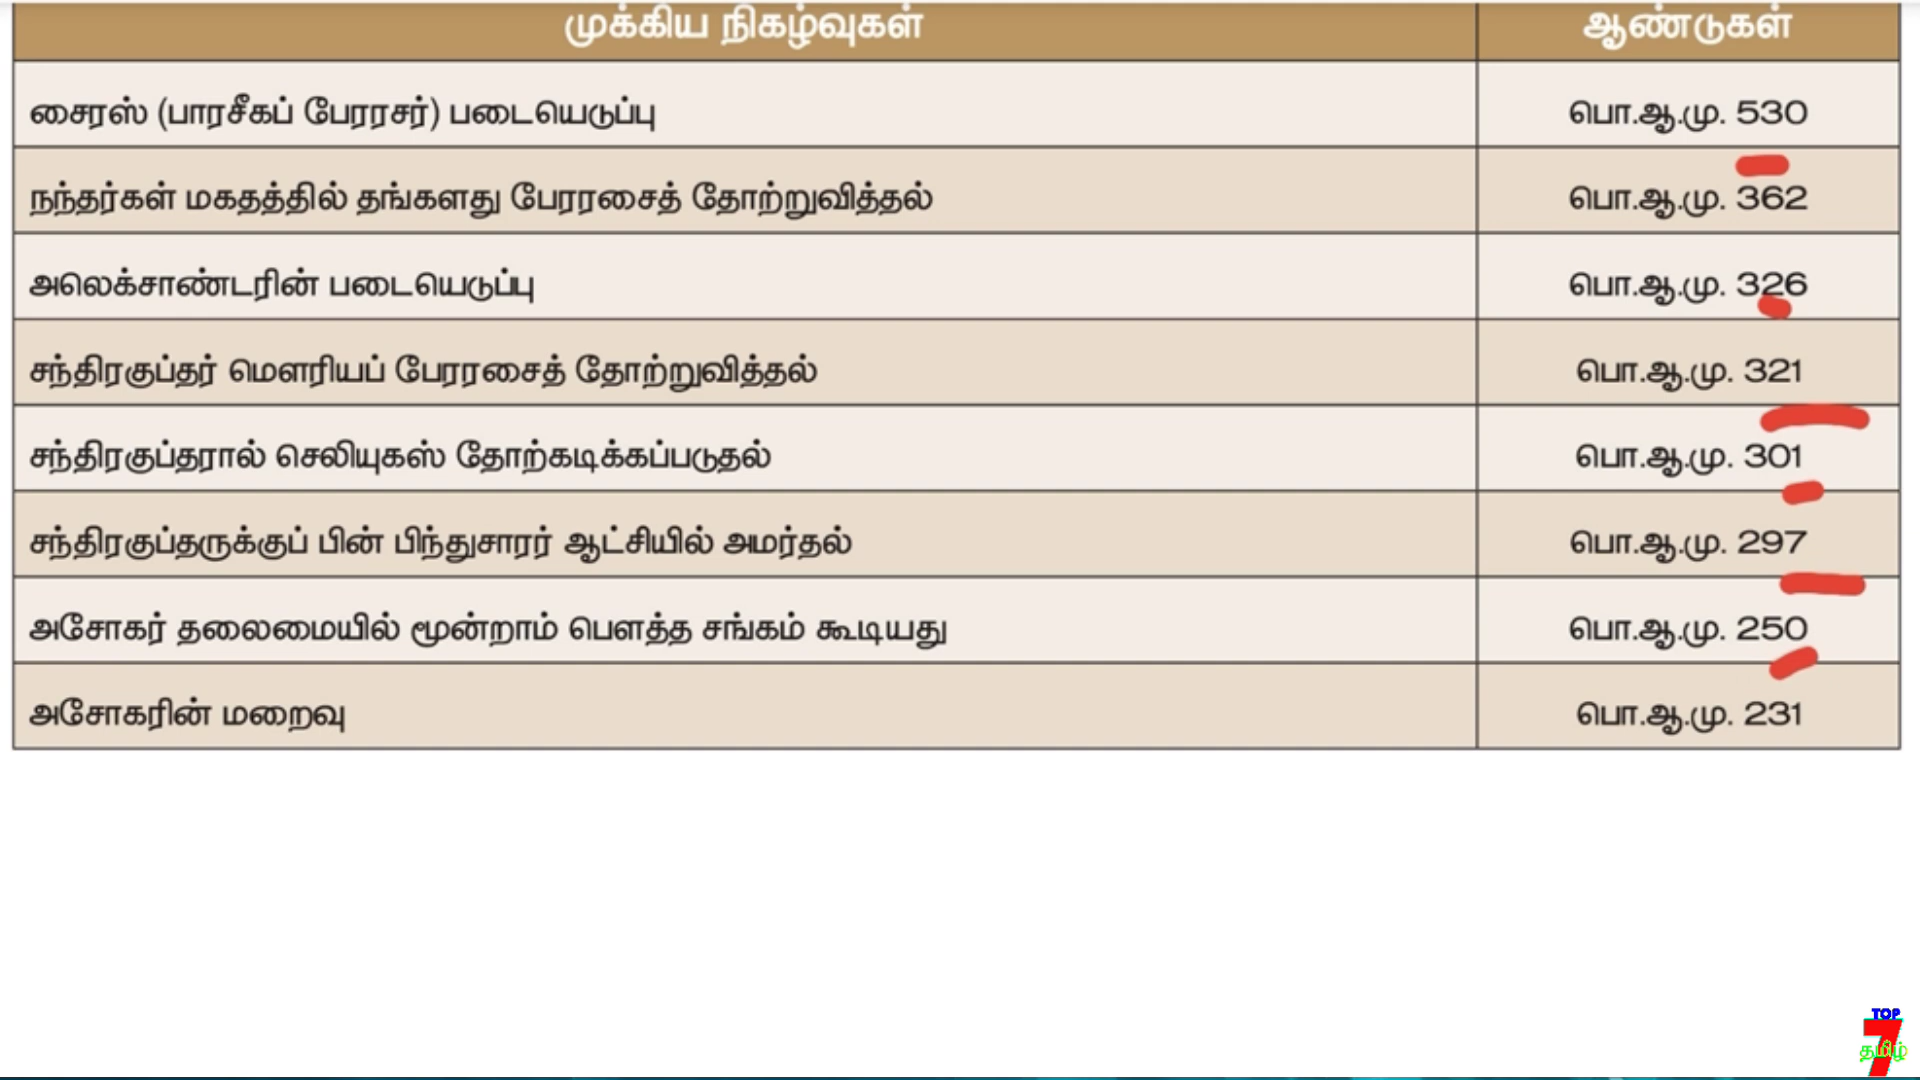 முக்கிய நிகழ்வுகள் ஆண்டுகள்
சைரஸ் (பாரசீகப் பேரரசர்) படையெடுப்பு பொ.ஆ.மு. 530
நந்தர்கள் மகதத்தில் தங்களது பேரரசைத் தோற்றுவித்தல் பொ.ஆ.மு. 362
அலெக்சாண்டரின் படையெடுப்பு பொ.ஆ.மு. 326
சந்திரகுப்தர் மௌரியப் பேரரசைத் தோற்றுவித்தல் பொ.ஆ.மு. 321
சந்திரகுப்தரால் செலியுகஸ் தோற்கடிக்கப்படுதல் பொ.ஆ.மு. 301
சந்திரகுப்தருக்குப் பின் பிந்துசாரர் ஆட்சியில் அமர்தல் பொ.ஆ.மு. 297
அசோகர் தலைமையில் மூன்றாம் பௌத்த சங்கம் கூடியது பொ.ஆ.மு. 250
அசோகரின் மறைவு பொ.ஆ.மு. 231
TOP
7
தமிழ்